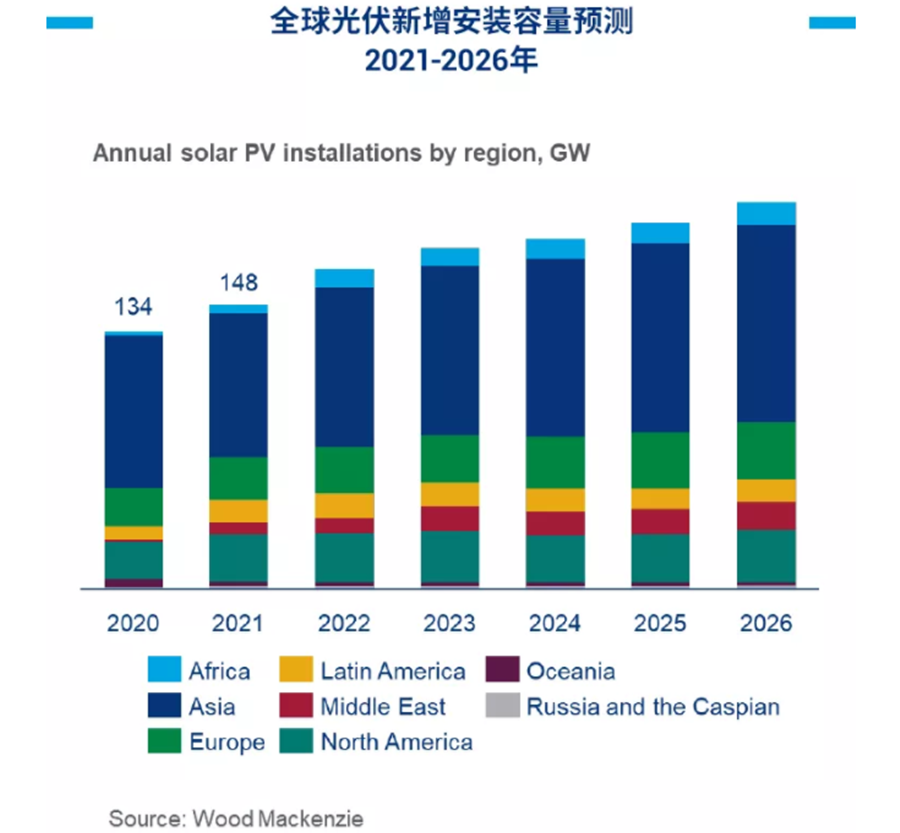 全球光伏新增安装容量预测
2021-2026年
Annual solar PV installations by region, GW
134
148
2020 2021 2022 2023 2024 2025 2026
Africa Latin America Oceania
Asia Middle East Russia and the Caspian
Europe North America
Source: Wood Mackenzie